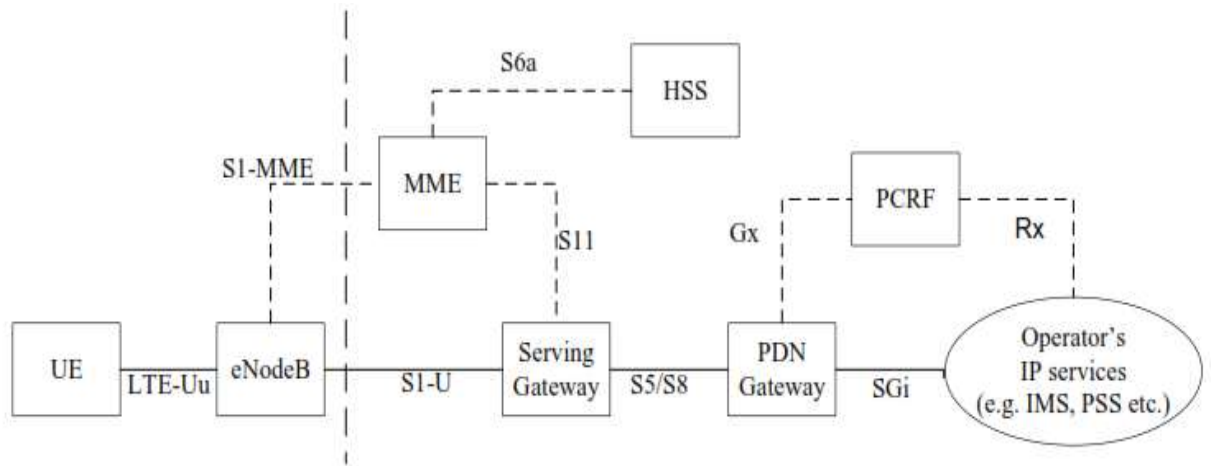 S6a
HSS
S1-MME
MME
PCRF
Gx
Rx
S11
UE
LTE-Uu
eNodeB
S1-U
Serving
Gateway
S5/S8
PDN
Gateway
SGi
Operator’s
IP services
(e.g. IMS, PSS etc.)